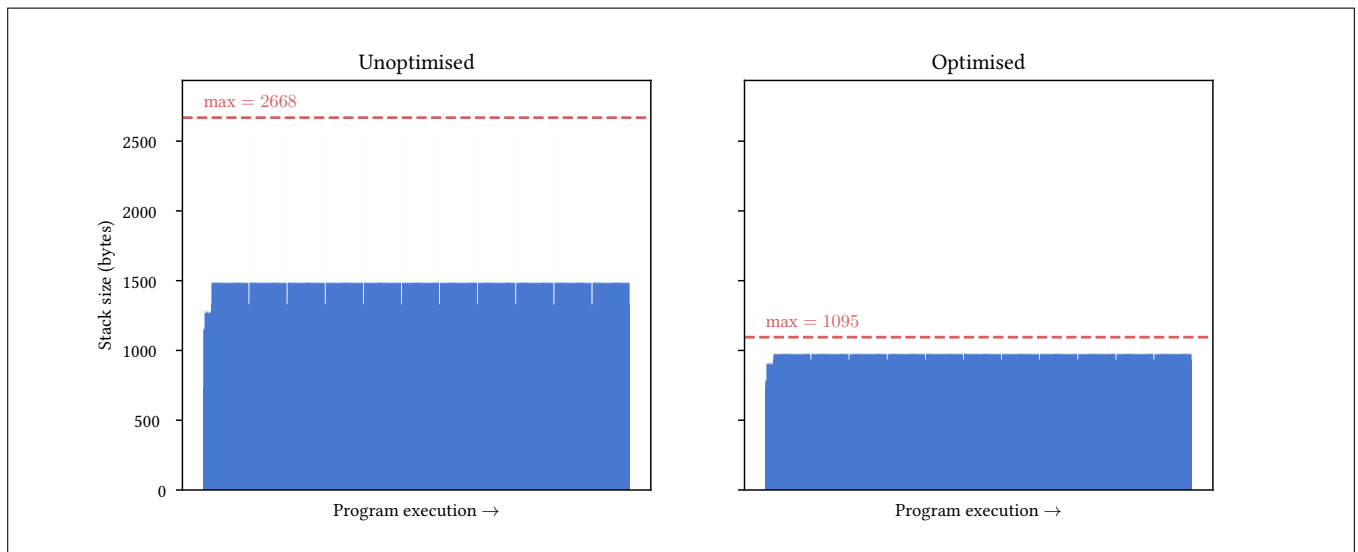 Unoptimised
max = 2668
2500
2000
1500
1000
500
0
Stack size (bytes)
Program execution →
Optimised
max = 1095
Program execution →